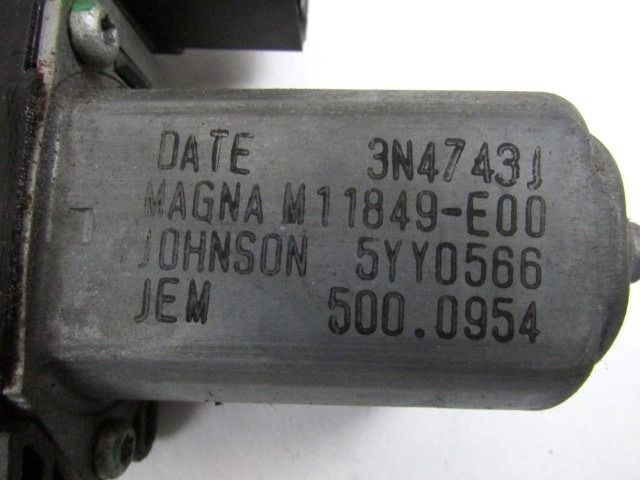 DATE 3N4743J
MAGNA M11849-E00
JOHNSON 5YY0566
JEM 500.0954